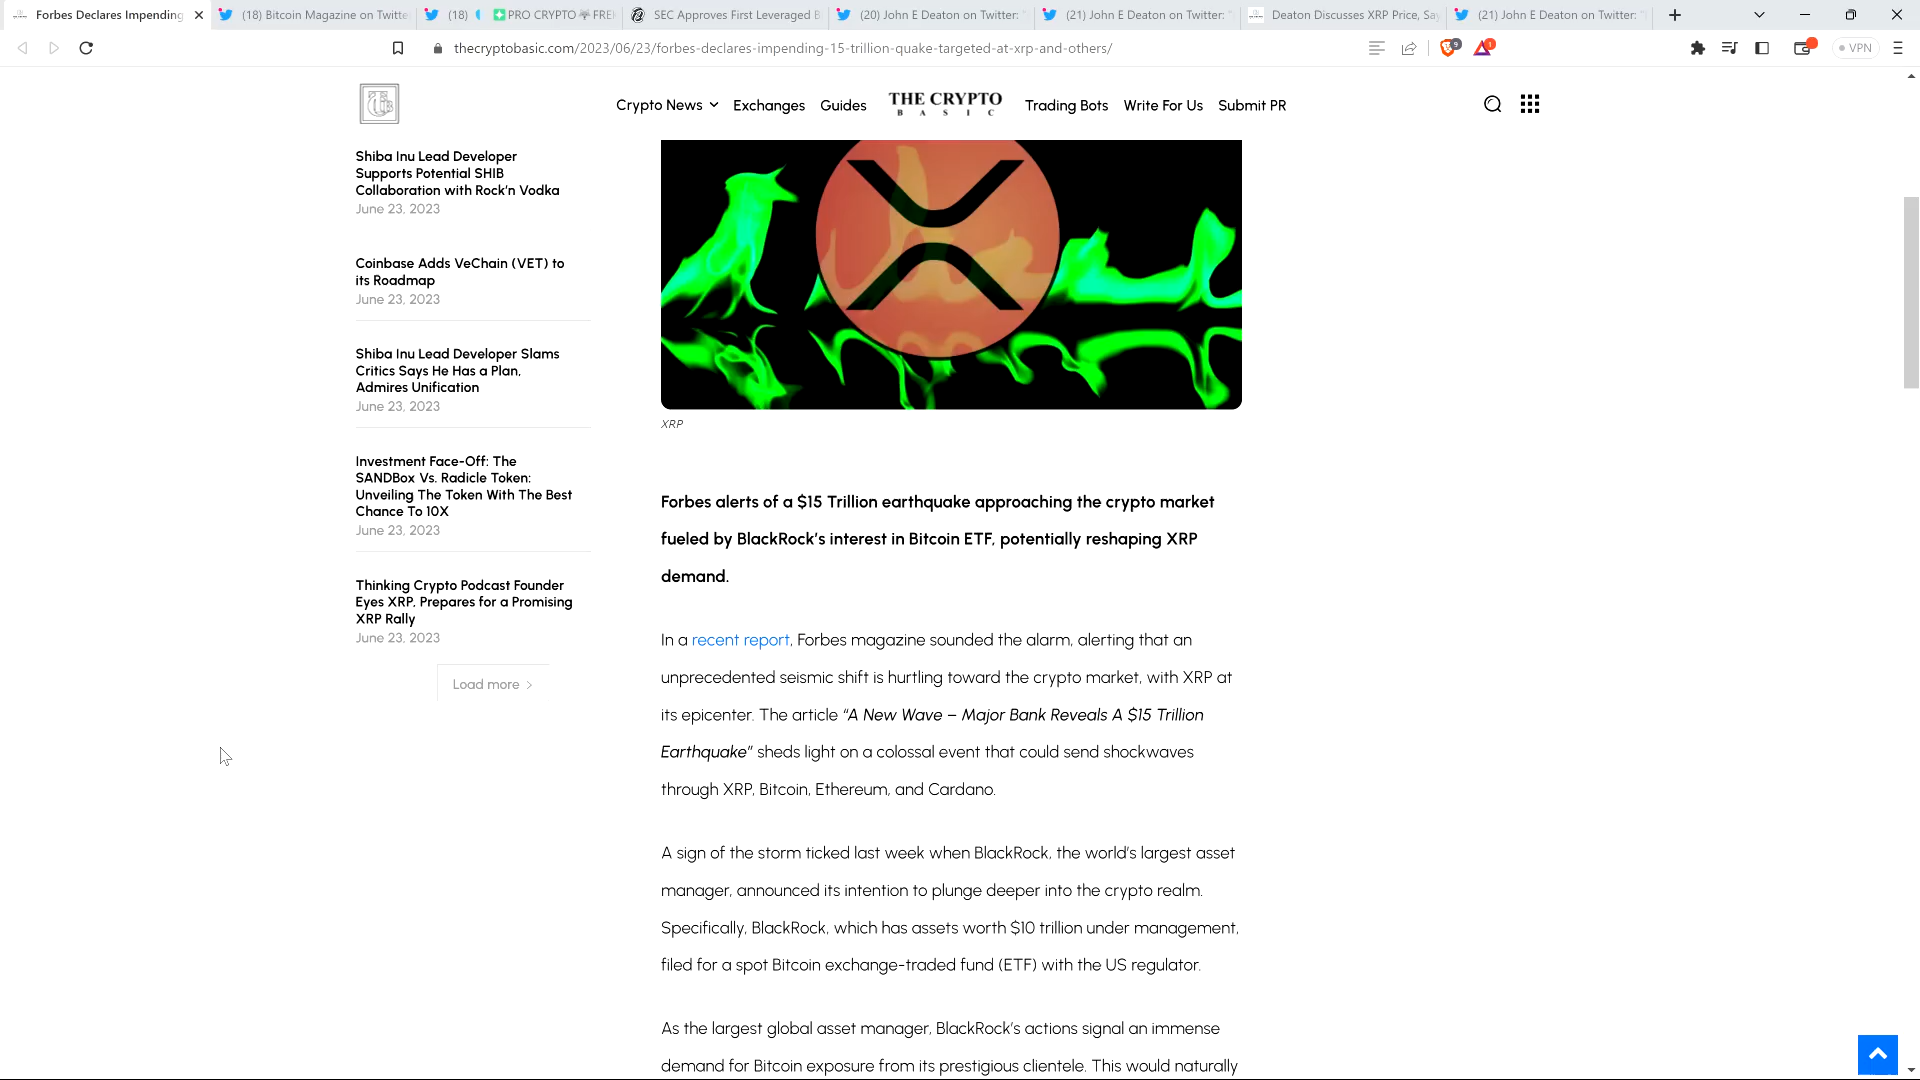 Forbes Declares Impending
(18) Bitcoin Magazine on Twitte
(18)
PRO CRYPTO
FRE
SEC Approves First Leveraged B
(20) John E Deaton on Twitter: "
(21) John E Deaton on Twitter: "
Deaton Discusses XRP Price, Say
(21) John E Deaton on Twitter: "
thecryptobasic.com/2023/06/23/forbes-declares-impending-15-trillion-quake-targeted-at-xrp-and-others/
9
1
VPN
Crypto News
Exchanges
Guides
THE CRYPTO
BASIC
Trading Bots
Write For Us
Submit PR
Shiba Inu Lead Developer
Supports Potential SHIB
Collaboration with Rock'n Vodka
June 23, 2023
Coinbase Adds VeChain (VET) to
its Roadmap
June 23, 2023
Shiba Inu Lead Developer Slams
Critics Says He Has a Plan,
Admires Unification
June 23, 2023
Investment Face-Off: The
SANDBox Vs. Radicle Token:
Unveiling The Token With The Best
Chance To 10X
June 23, 2023
Thinking Crypto Podcast Founder
Eyes XRP, Prepares for a Promising
XRP Rally
June 23, 2023
Load more >
XRP
Forbes alerts of a $15 Trillion earthquake approaching the crypto market
fueled by BlackRock's interest in Bitcoin ETF, potentially reshaping XRP
demand.
In a recent report, Forbes magazine sounded the alarm, alerting that an
unprecedented seismic shift is hurtling toward the crypto market, with XRP at
its epicenter. The article "A New Wave – Major Bank Reveals A $15 Trillion
Earthquake" sheds light on a colossal event that could send shockwaves
through XRP, Bitcoin, Ethereum, and Cardano.
A sign of the storm ticked last week when BlackRock, the world's largest asset
manager, announced its intention to plunge deeper into the crypto realm.
Specifically, BlackRock, which has assets worth $10 trillion under management,
filed for a spot Bitcoin exchange-traded fund (ETF) with the US regulator.
As the largest global asset manager, BlackRock's actions signal an immense
demand for Bitcoin exposure from its prestigious clientele. This would naturally